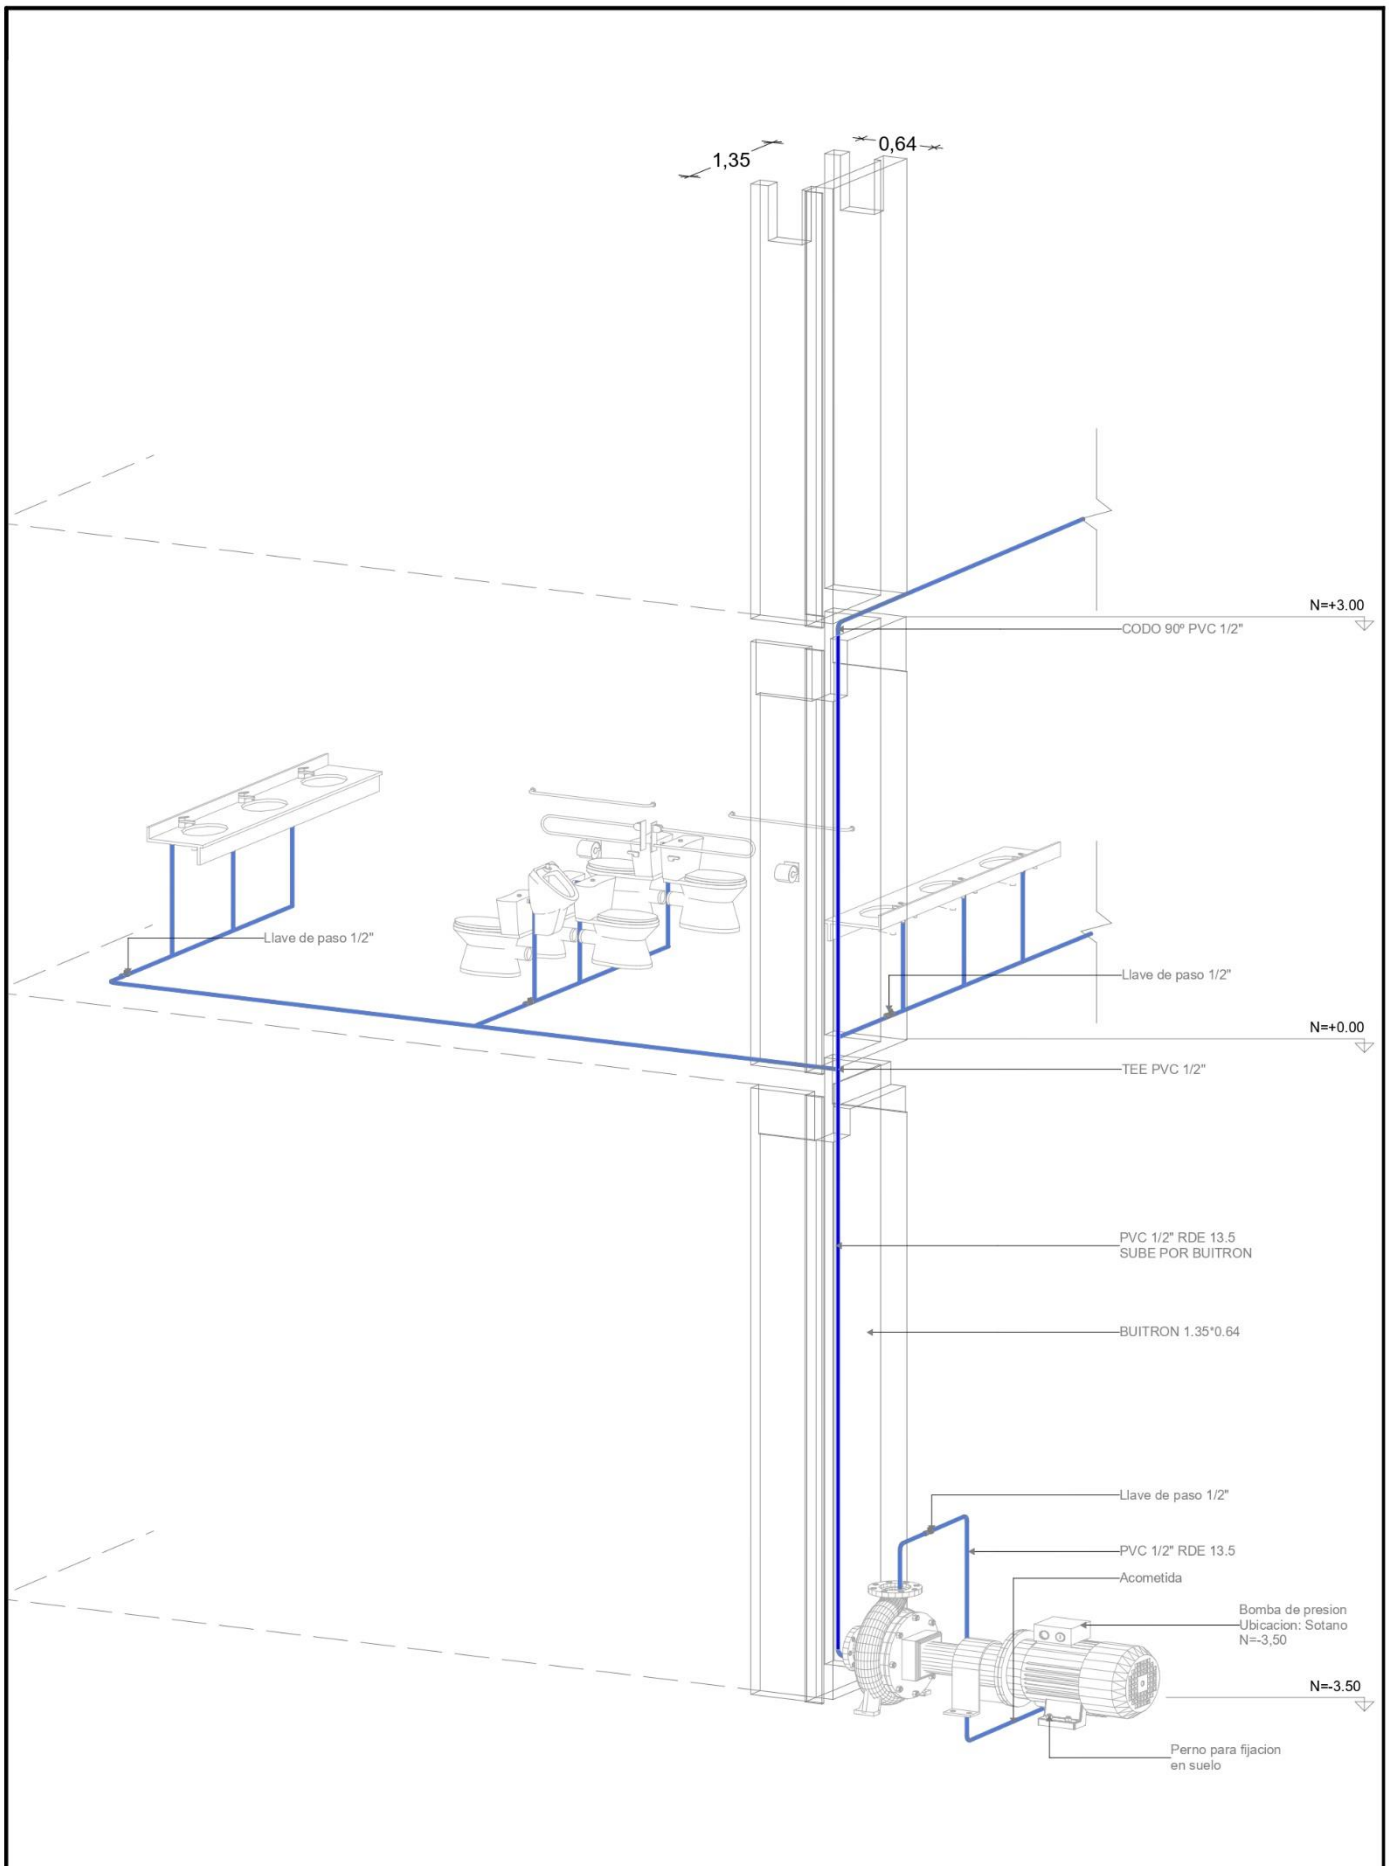 1,35
0,64
N=+3.00
CODO 90º PVC 1/2"
Llave de paso 1/2"
Llave de paso 1/2"
N=+0.00
TEE PVC 1/2"
PVC 1/2" RDE 13.5
SUBE POR BUITRON
BUITRON 1.35*0.64
Llave de paso 1/2"
PVC 1/2" RDE 13.5
Acometida
Bomba de presion
Ubicacion: Sotano
N=-3,50
N=-3.50
Perno para fijacion
en suelo